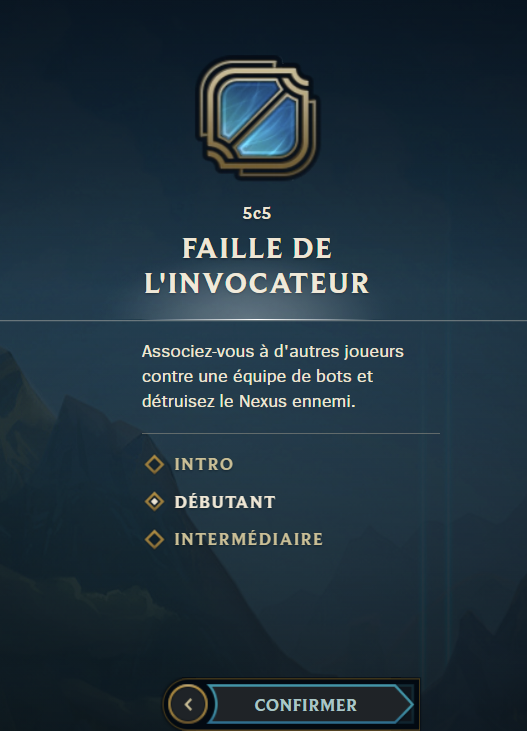 5c5
FAILLE DE
L'INVOCATEUR
Associez-vous à d'autres joueurs
contre une équipe de bots et
détruisez le Nexus ennemi.
INTRO
DÉBUTANT
INTERMÉDIAIRE
CONFIRMER